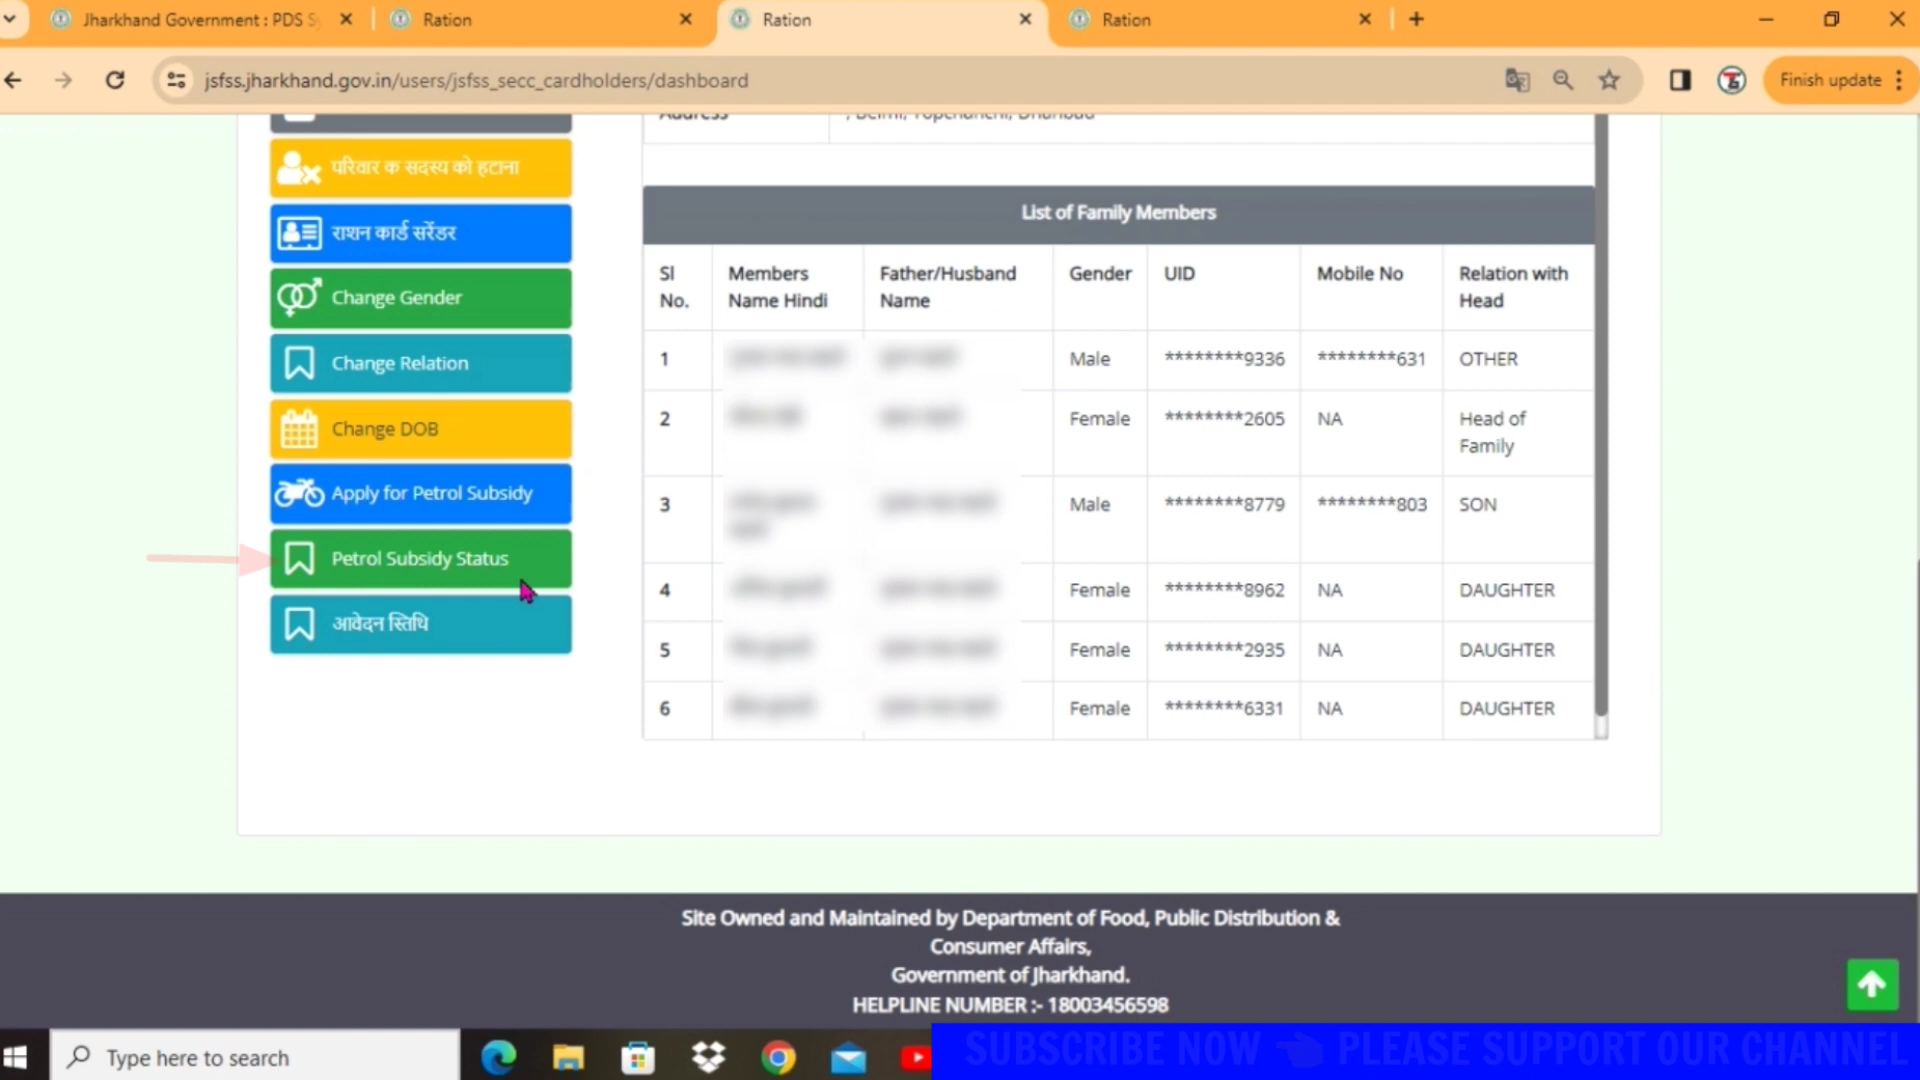 Jharkhand Government : PDS Sy
Ration
Ration
Ration
jsfss.jharkhand.gov.in/users/jsfss_secc_cardholders/dashboard
Finish update
परिवार क सदस्य को हटाना
राशन कार्ड सरेंडर
Change Gender
Change Relation
Change DOB
Apply for Petrol Subsidy
Petrol Subsidy Status
आवेदन स्तिथि
Address , Belmi, Topchanchi, Dhanbad
List of Family Members
Sl No. Members Name Hindi Father/Husband Name Gender UID Mobile No Relation with Head
1 Male ********9336 ********631 OTHER
2 Female ********2605 NA Head of Family
3 Male ********8779 ********803 SON
4 Female ********8962 NA DAUGHTER
5 Female ********2935 NA DAUGHTER
6 Female ********6331 NA DAUGHTER
Site Owned and Maintained by Department of Food, Public Distribution &
Consumer Affairs,
Government of Jharkhand.
HELPLINE NUMBER :- 18003456598
Type here to search
SUBSCRIBE NOW PLEASE SUPPORT OUR CHANNEL